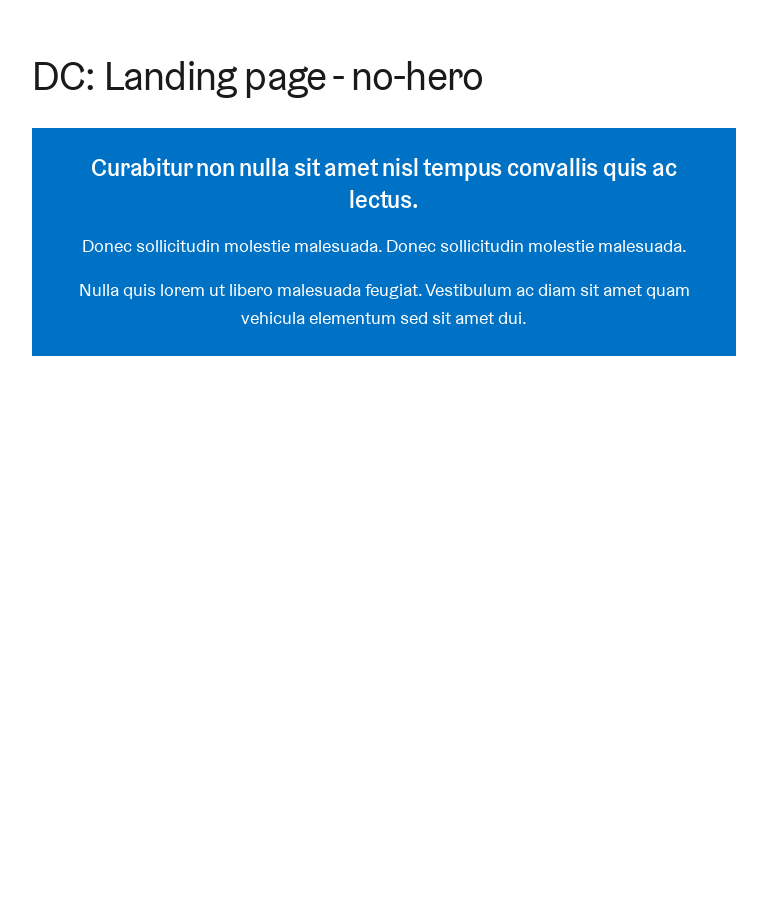 DC: Landing page - no-hero
Curabitur non nulla sit amet nisl tempus convallis quis ac
lectus.
Donec sollicitudin molestie malesuada. Donec sollicitudin molestie malesuada.
Nulla quis lorem ut libero malesuada feugiat. Vestibulum ac diam sit amet quam
vehicula elementum sed sit amet dui.